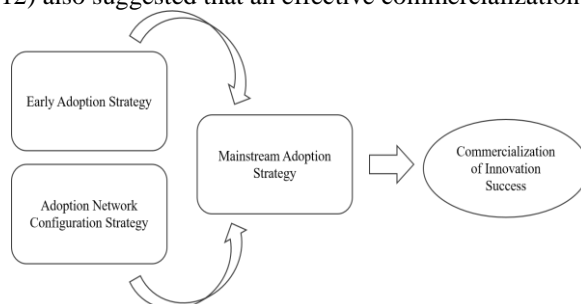 12) also suggested that an effective commercialization
Early Adoption Strategy
Adoption Network
Configuration Strategy
Mainstream Adoption
Strategy
Commercialization
of Innovation
Success